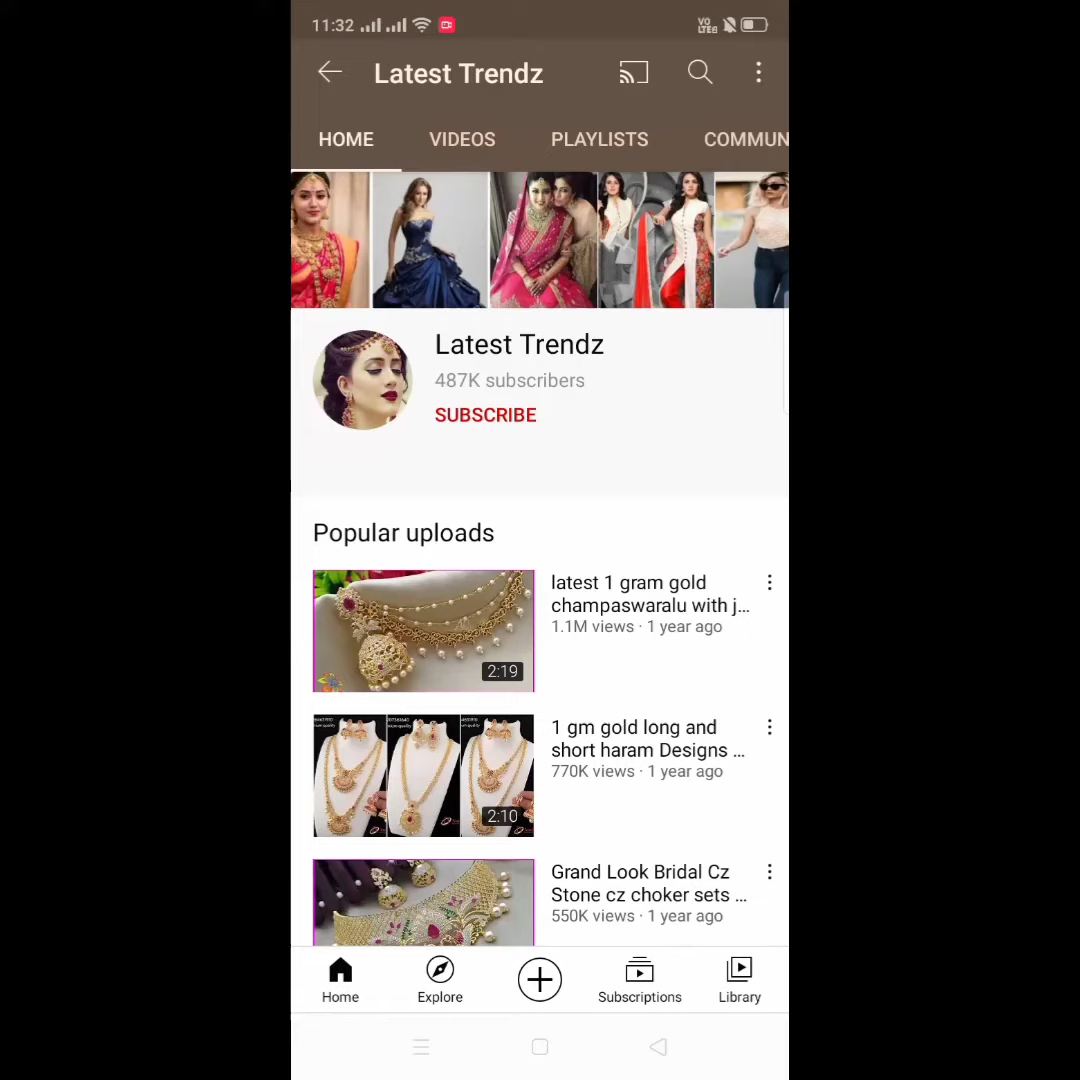 11:32
VO
LTE
Latest Trendz
HOME VIDEOS PLAYLISTS COMMUN
Latest Trendz
487K subscribers
SUBSCRIBE
Popular uploads
latest 1 gram gold
champaswaralu with j...
1.1M views · 1 year ago
2:19
1 gm gold long and
short haram Designs ...
770K views · 1 year ago
2:10
Grand Look Bridal Cz
Stone cz choker sets ...
550K views · 1 year ago
Home Explore Subscriptions Library